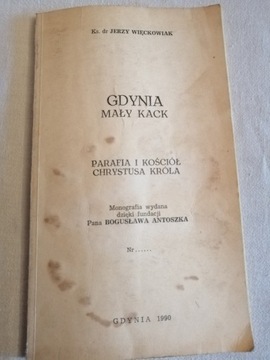 Ks. dr JERZY WIĘCKOWIAK
GDYNIA
MAŁY KACK
PARAFIA I KOŚCIÓŁ
CHRYSTUSA KRÓLA
Monografia wydana
dzięki fundacji
Pana BOGUSŁAWA ANTOSZKA
Nr......
GDYNIA 1990